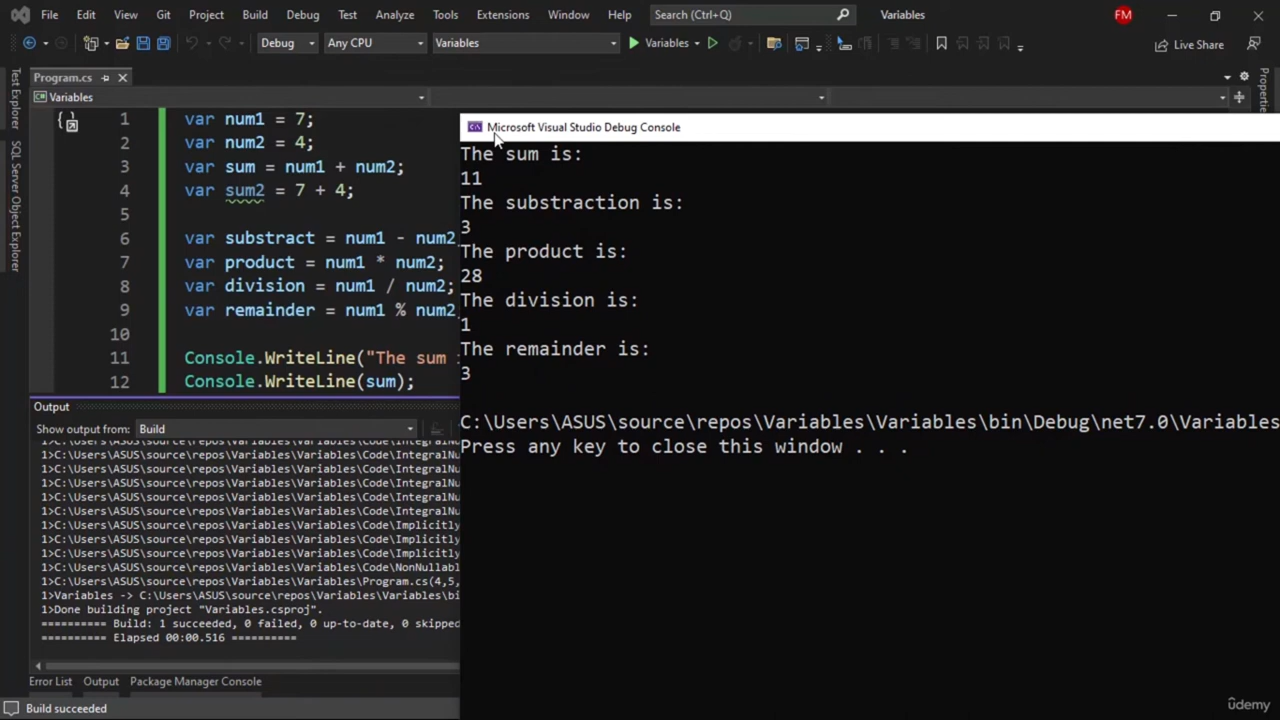 File Edit View Git Project Build Debug Test Analyze Tools Extensions Window Help Search (Ctrl+Q) Variables FM
Debug Any CPU Variables Variables Live Share
Program.cs
Variables
Test Explorer
SQL Server Object Explorer
Properties
1 var num1 = 7;
2 var num2 = 4;
3 var sum = num1 + num2;
4 var sum2 = 7 + 4;
5
6 var substract = num1 - num2
7 var product = num1 * num2;
8 var division = num1 / num2;
9 var remainder = num1 % num2
10
11 Console.WriteLine("The sum
12 Console.WriteLine(sum);
Microsoft Visual Studio Debug Console
The sum is:
11
The substraction is:
3
The product is:
28
The division is:
1
The remainder is:
3
C:\Users\ASUS\source\repos\Variables\Variables\bin\Debug\net7.0\Variables
Press any key to close this window . . .
Output
Show output from: Build
1>C:\Users\ASUS\source\repos\Variables\Variables\Code\IntegralNu
1>C:\Users\ASUS\source\repos\Variables\Variables\Code\IntegralNu
1>C:\Users\ASUS\source\repos\Variables\Variables\Code\IntegralNu
1>C:\Users\ASUS\source\repos\Variables\Variables\Code\IntegralNu
1>C:\Users\ASUS\source\repos\Variables\Variables\Code\IntegralNu
1>C:\Users\ASUS\source\repos\Variables\Variables\Code\IntegralNu
1>C:\Users\ASUS\source\repos\Variables\Variables\Code\Implicitly
1>C:\Users\ASUS\source\repos\Variables\Variables\Code\Implicitly
1>C:\Users\ASUS\source\repos\Variables\Variables\Code\Implicitly
1>C:\Users\ASUS\source\repos\Variables\Variables\Code\NonNullabl
1>C:\Users\ASUS\source\repos\Variables\Variables\Program.cs(4,5,
1>Variables -> C:\Users\ASUS\source\repos\Variables\Variables\bi
1>Done building project "Variables.csproj".
========== Build: 1 succeeded, 0 failed, 0 up-to-date, 0 skipped
========== Elapsed 00:00.516 ==========
Error List Output Package Manager Console
Build succeeded
ûdemy